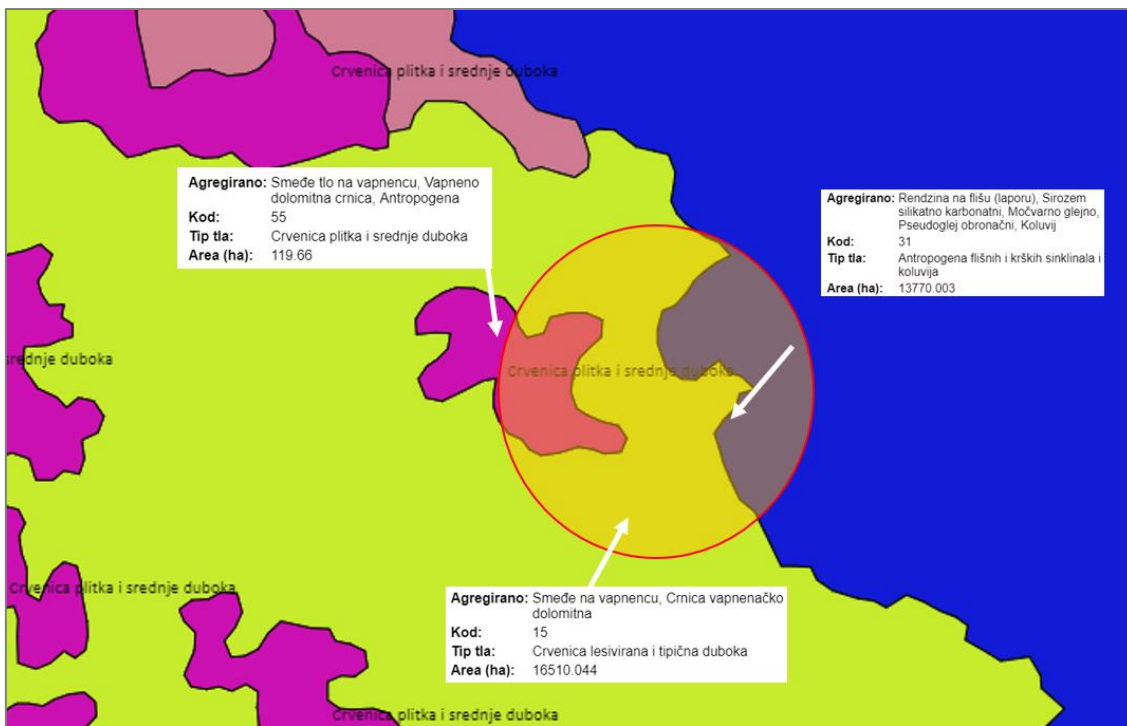 Crvenica plitka i srednje duboka
Agregirano: Smeđe tlo na vapnencu, Vapneno
dolomitna crnica, Antropogena
Kod: 55
Tip tla: Crvenica plitka i srednje duboka
Area (ha): 119.66
Agregirano: Rendzina na flišu (laporu), Sirozem
silikatno karbonatni, Močvarno glejno,
Pseudoglej obronačni, Koluvij
Kod: 31
Tip tla: Antropogena flišnih i krških sinklinala i
koluvija
Area (ha): 13770.003
srednje duboka
Crvenica plitka i srednje duboka
Crvenica plitka i srednje duboka
Agregirano: Smeđe na vapnencu, Crnica vapnenačko
dolomitna
Kod: 15
Tip tla: Crvenica lesivirana i tipična duboka
Area (ha): 16510.044
Crvenica plitka i srednje duboka